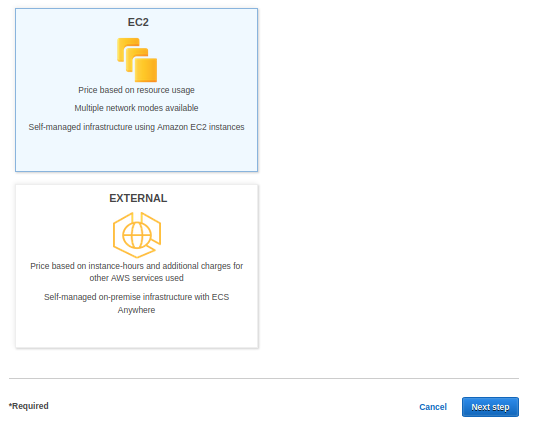 EC2
Price based on resource usage
Multiple network modes available
Self-managed infrastructure using Amazon EC2 instances
EXTERNAL
Price based on instance-hours and additional charges for
other AWS services used
Self-managed on-premise infrastructure with ECS
Anywhere
*Required
Cancel
Next step